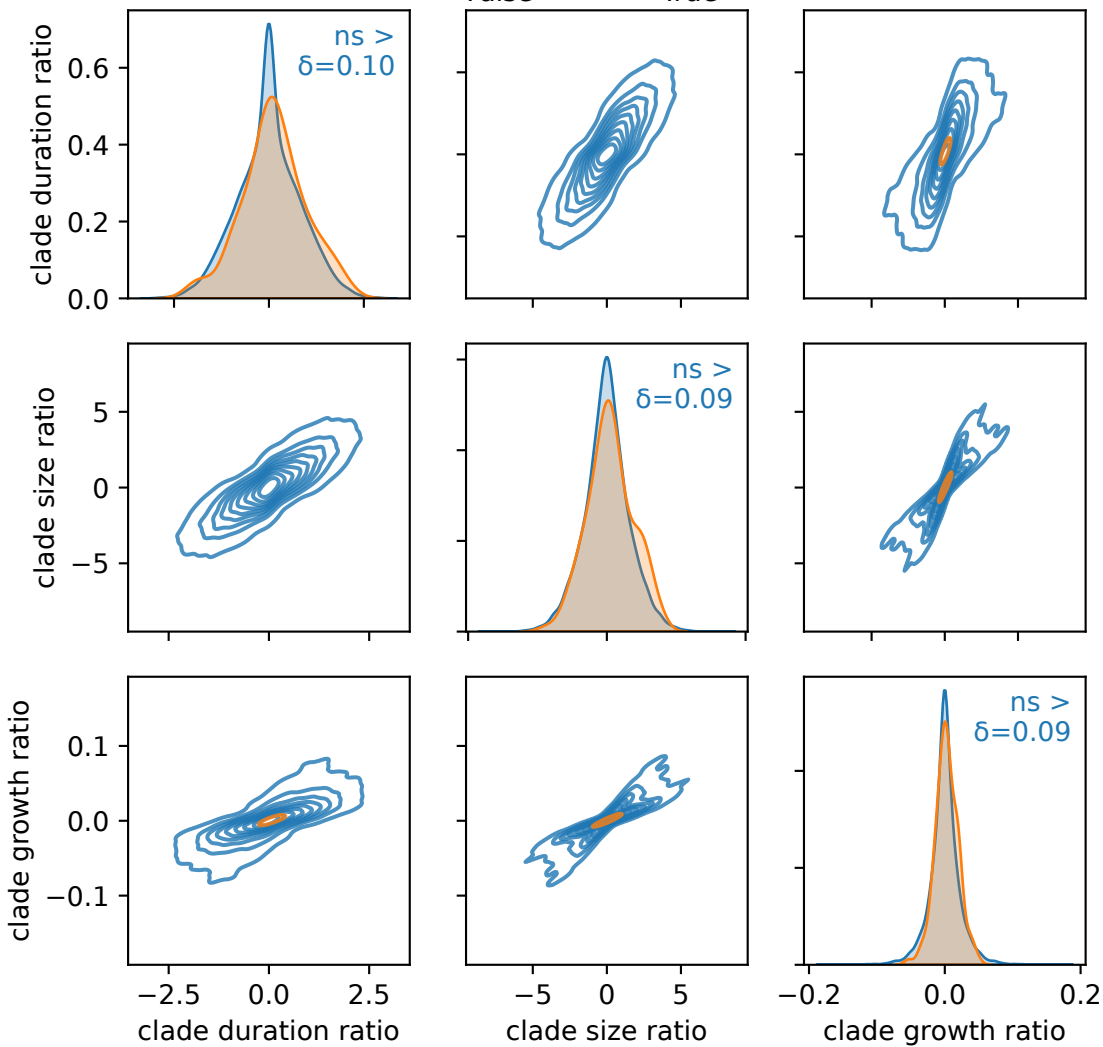 ns >
δ=0.10
clade duration ratio
0.6
0.4
0.2
0.0
ns >
δ=0.09
clade size ratio
5
0
−5
ns >
δ=0.09
clade growth ratio
0.1
0.0
−0.1
−2.5 0.0 2.5
−5 0 5
−5 0 5
−0.2 0.0 0.2
clade duration ratio
clade size ratio
clade growth ratio